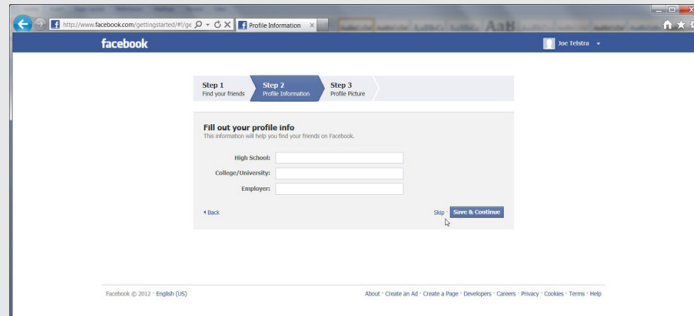 http://www.facebook.com/gettingstarted/#!/ge
Profile Information
facebook
Joe Telstra
Step 1
Find your friends
Step 2
Profile Information
Step 3
Profile Picture
Fill out your profile info
This information will help you find your friends on Facebook.
High School:
College/University:
Employer:
Back
Skip · Save & Continue
Facebook © 2012 · English (US)
About · Create an Ad · Create a Page · Developers · Careers · Privacy · Cookies · Terms · Help